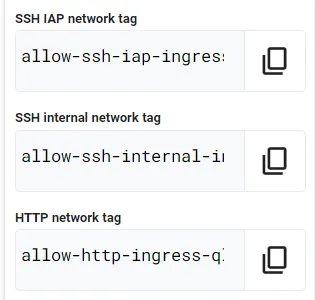 SSH IAP network tag
allow-ssh-iap-ingres
SSH internal network tag
allow-ssh-internal-i
HTTP network tag
allow-http-ingress-q